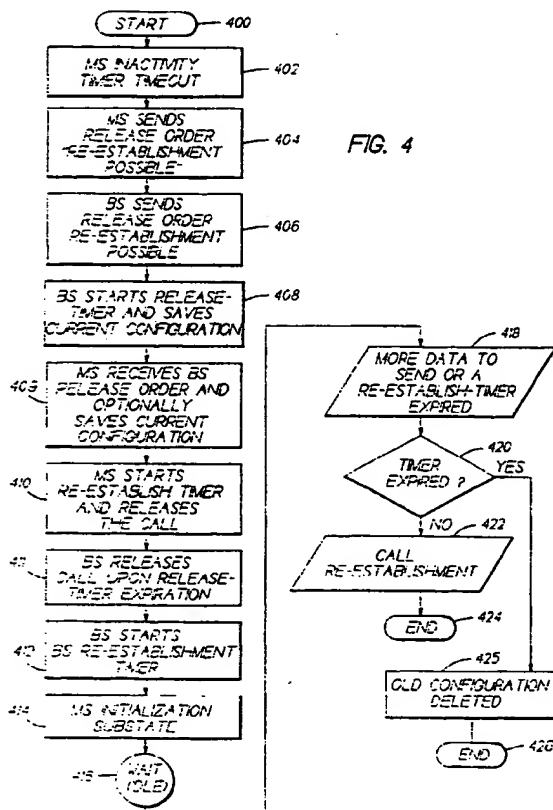 START
400
MS INACTIVITY
TIMER TIMEOUT
402
MS SENDS
RELEASE ORDER
"RE-ESTABLISHMENT
POSSIBLE"
404
FIG. 4
BS SENDS
RELEASE ORDER
RE-ESTABLISHMENT
POSSIBLE
406
BS STARTS RELEASE-
TIMER AND SAVES
CURRENT CONFIGURATION
408
409
MS RECEIVES BS
RELEASE ORDER AND
OPTIONALLY
SAVES CURRENT
CONFIGURATION
410
MS STARTS
RE-ESTABLISH TIMER
AND RELEASES
THE CALL
BS RELEASES
CALL UPON RELEASE-
TIMER EXPIRATION
412
BS STARTS
BS RE-ESTABLISHMENT
TIMER
414
MS INITIALIZATION
SUBSTATE
416
WAIT
(IDLE)
418
MORE DATA TO
SEND OR A
RE-ESTABLISH-TIMER
EXPIRED
420
TIMER
EXPIRED ?
YES
NO
422
CALL
RE-ESTABLISHMENT
END
424
425
OLD CONFIGURATION
DELETED
END
426